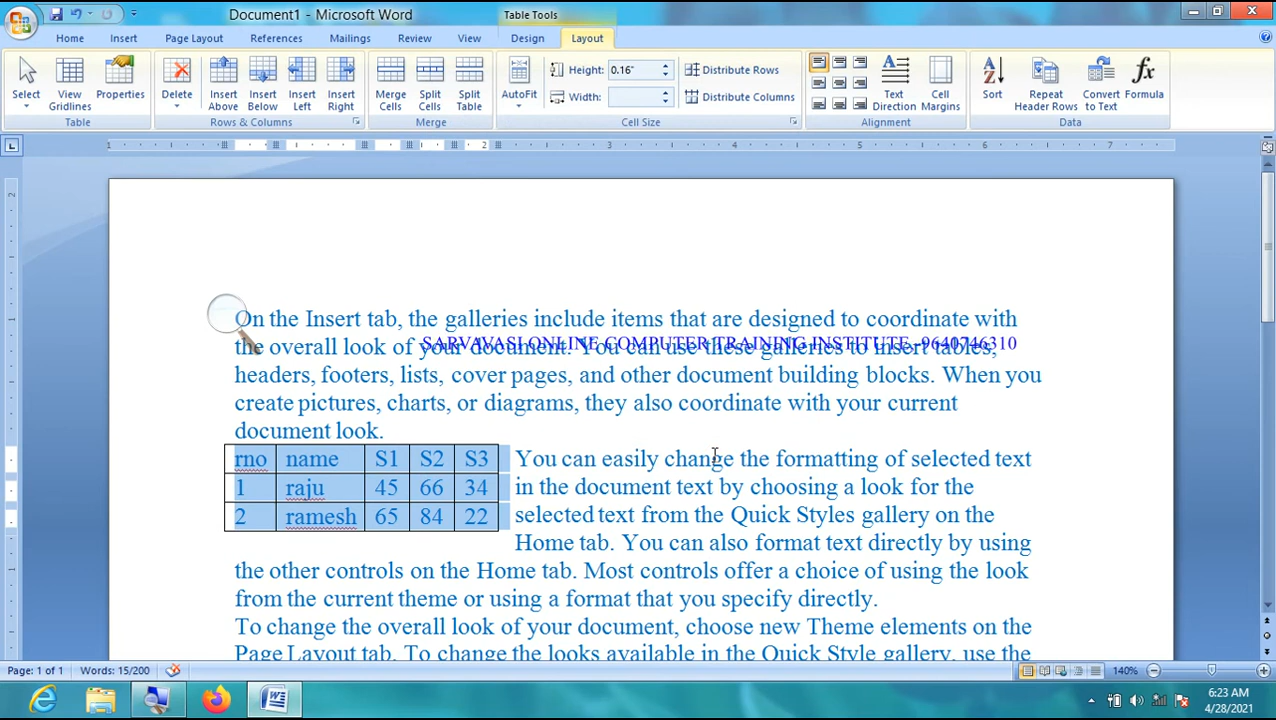 Document1 - Microsoft Word
Table Tools
Home Insert Page Layout References Mailings Review View Design Layout
Select View Gridlines Properties
Delete Insert Above Insert Below Insert Left Insert Right
Merge Cells Split Cells Split Table
AutoFit
Height: 0.16"
Width:
Distribute Rows
Distribute Columns
Text Direction Cell Margins
Sort Repeat Header Rows Convert to Text Formula
Table Rows & Columns Merge Cell Size Alignment Data
1 1 2 3 4 5 6 7
On the Insert tab, the galleries include items that are designed to coordinate with
SARVAVASI ONLINE COMPUTER TRAINING INSTITUTE -9640746310
the overall look of your document. You can use these galleries to insert tables,
headers, footers, lists, cover pages, and other document building blocks. When you
create pictures, charts, or diagrams, they also coordinate with your current
document look.
rno name S1 S2 S3
1 raju 45 66 34
2 ramesh 65 84 22
You can easily change the formatting of selected text
in the document text by choosing a look for the
selected text from the Quick Styles gallery on the
Home tab. You can also format text directly by using
the other controls on the Home tab. Most controls offer a choice of using the look
from the current theme or using a format that you specify directly.
To change the overall look of your document, choose new Theme elements on the
Page Layout tab. To change the looks available in the Quick Style gallery, use the
Page: 1 of 1 Words: 15/200 140%
6:23 AM
4/28/2021